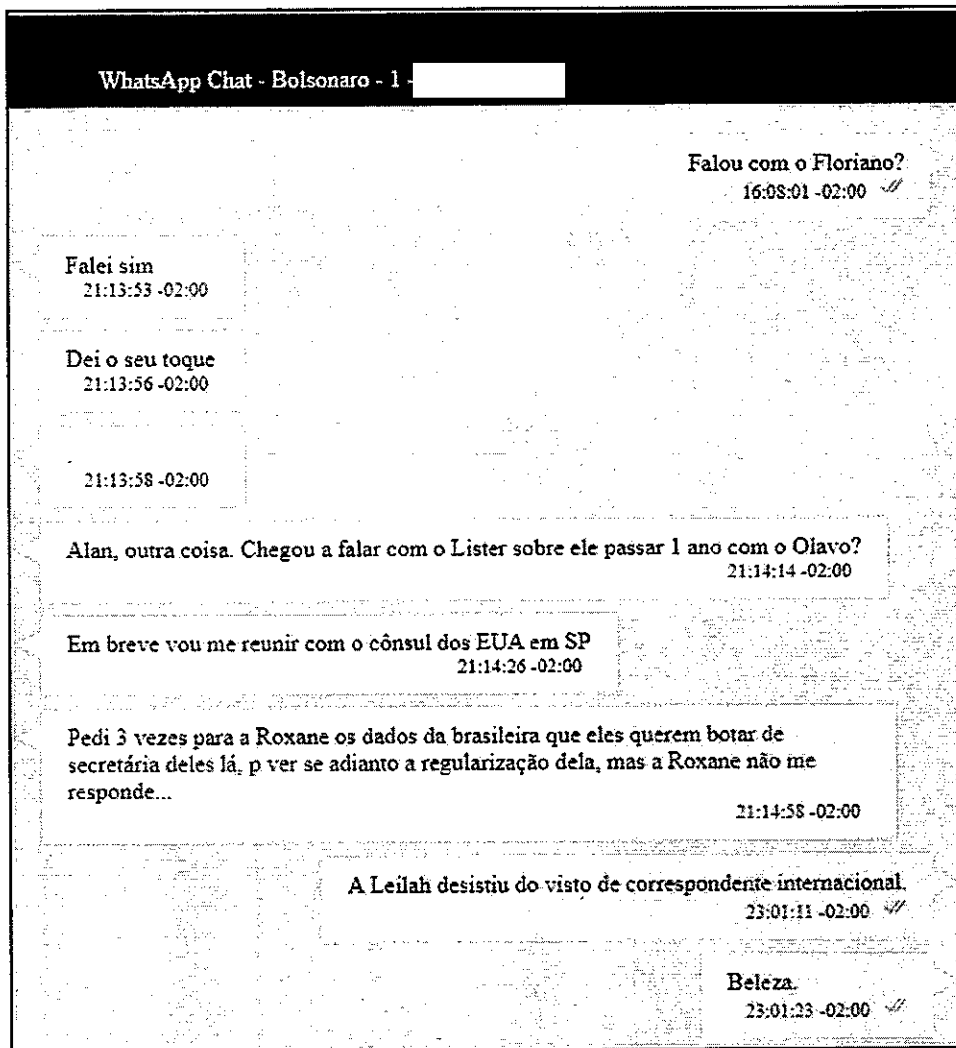 WhatsApp Chat - Bolsonaro - 1 -
Falou com o Floriano?
16:08:01 -02:00
Falei sim
21:13:53 -02:00
Dei o seu toque
21:13:56 -02:00
.
21:13:58 -02:00
Alan, outra coisa. Chegou a falar com o Lister sobre ele passar 1 ano com o Olavo?
21:14:14 -02:00
Em breve vou me reunir com o cônsul dos EUA em SP
21:14:26 -02:00
Pedi 3 vezes para a Roxane os dados da brasileira que eles querem botar de
secretária deles lá, p ver se adianto a regularização dela, mas a Roxane não me
responde...
21:14:58 -02:00
A Leilah desistiu do visto de correspondente internacional.
23:01:11 -02:00
Beleza.
23:01:23 -02:00